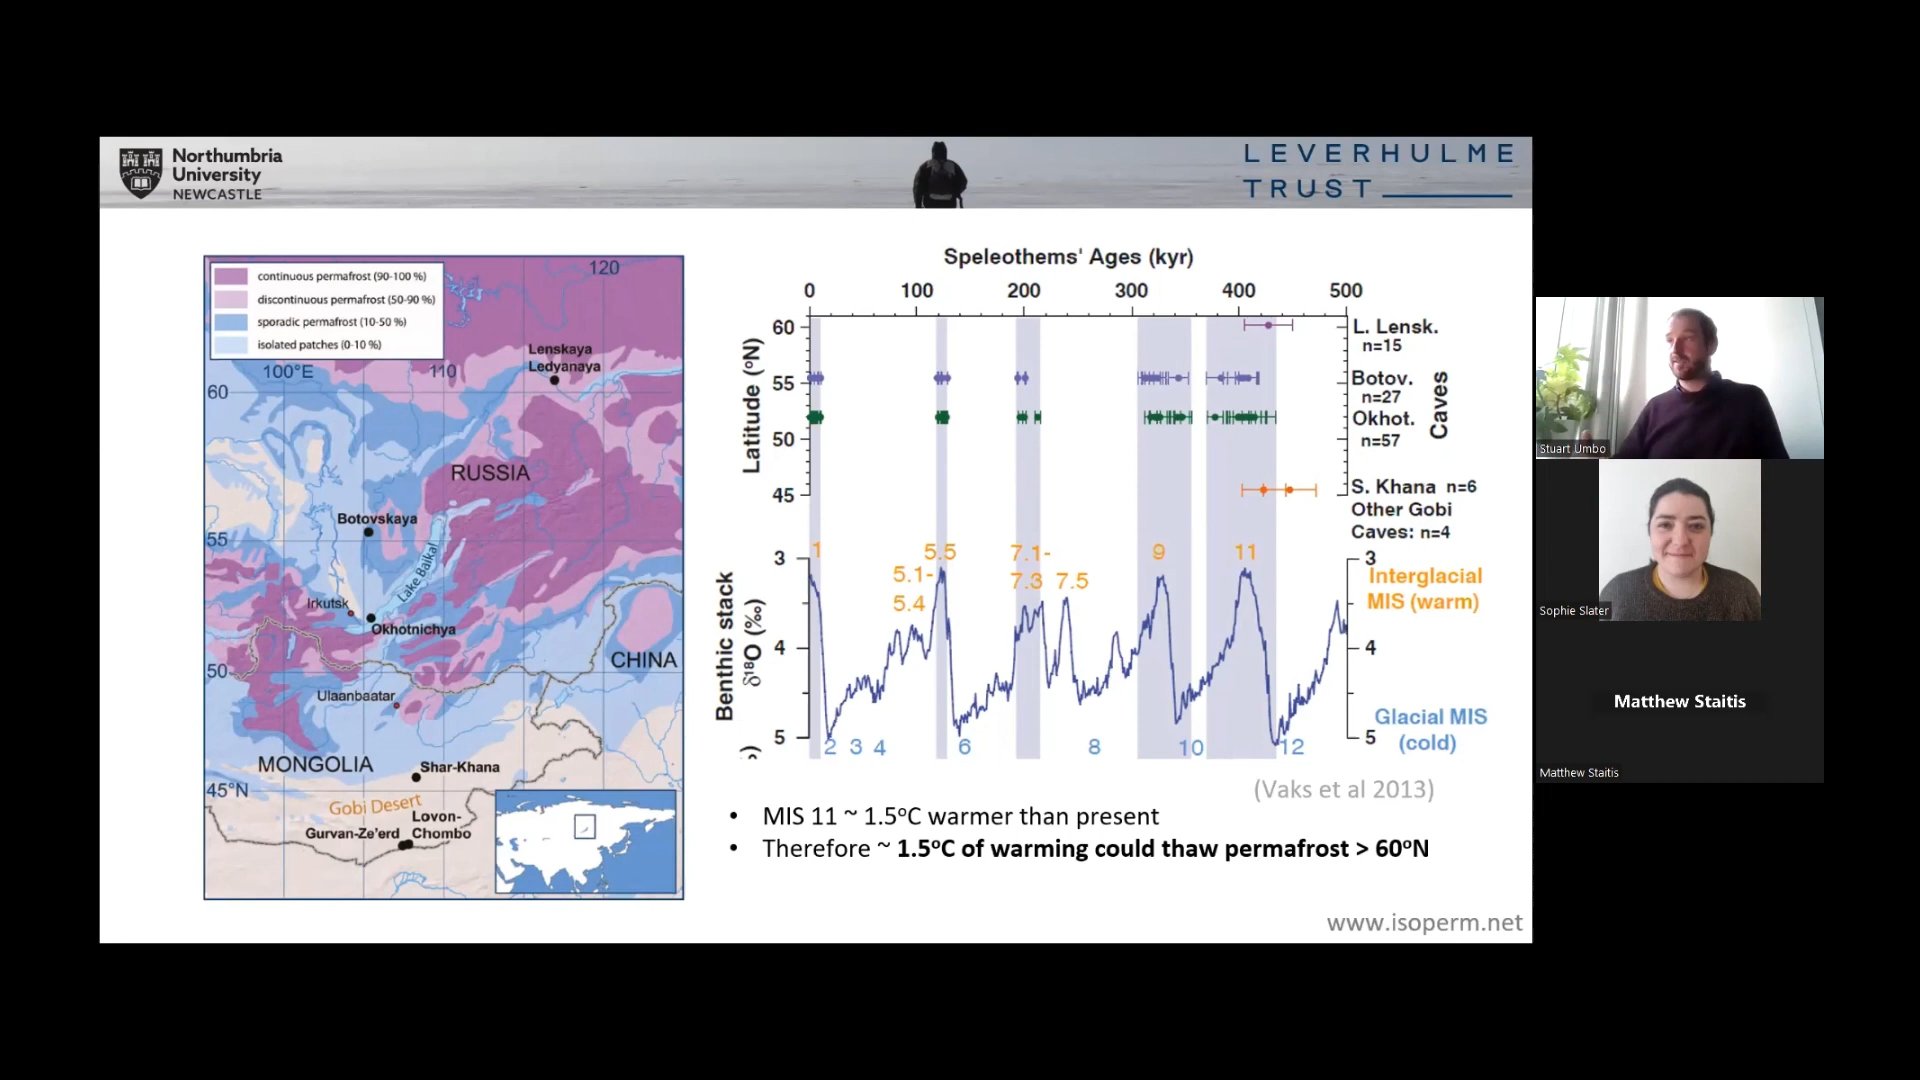 Northumbria
University
NEWCASTLE
LEVERHULME
TRUST
continuous permafrost (90-100 %)
discontinuous permafrost (50-90 %)
sporadic permafrost (10-50 %)
isolated patches (0-10 %)
120
100°E
110
60
55
50
45°N
Lenskaya
Ledyanaya
RUSSIA
Botovskaya
Lake Baikal
Irkutsk
Okhotnichya
CHINA
Ulaanbaatar
MONGOLIA
Shar-Khana
Gobi Desert
Lovon-
Gurvan-Ze'erd Chombo
Speleothems' Ages (kyr)
0 100 200 300 400 500
Latitude (ºN)
60
55
50
45
L. Lensk.
n=15
Botov.
n=27
Okhot.
n=57
Caves
S. Khana n=6
Other Gobi
Caves: n=4
Benthic stack
δ¹⁸O (‰)
3
4
5
1 5.5 7.1- 9 11
5.1- 7.3 7.5
5.4
2 3 4 6 8 10 12
3
4
5
Interglacial
MIS (warm)
Glacial MIS
(cold)
(Vaks et al 2013)
• MIS 11 ~ 1.5ºC warmer than present
• Therefore ~ 1.5ºC of warming could thaw permafrost > 60ºN
www.isoperm.net
Stuart Umbo
Sophie Slater
Matthew Staitis
Matthew Staitis